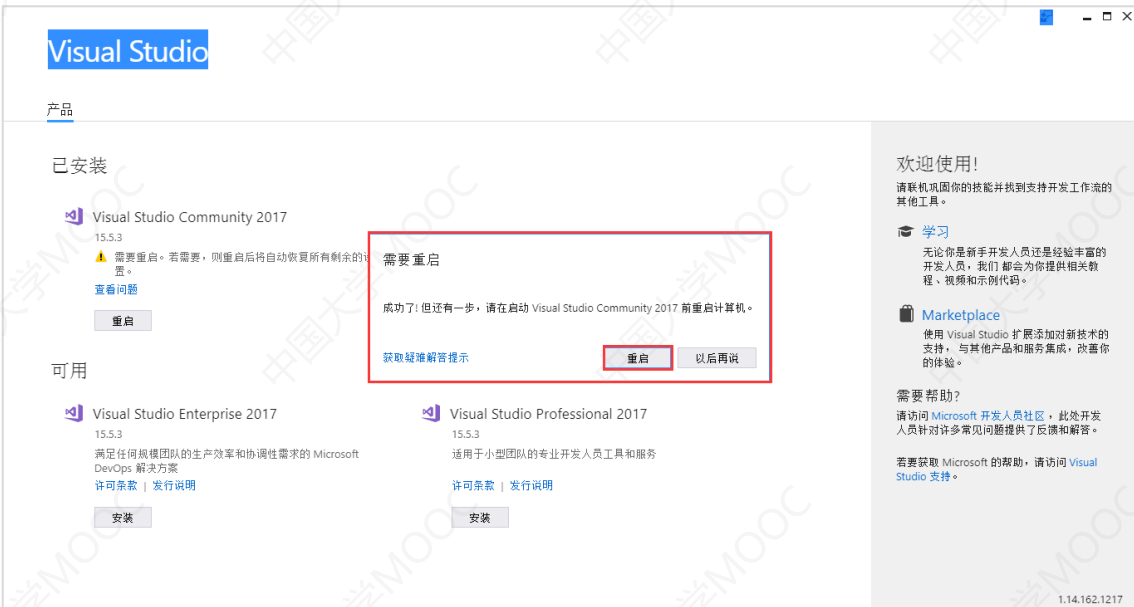 Visual Studio
产品
已安装
Visual Studio Community 2017
15.5.3
需要重启。若需要，则重启后将自动恢复所有剩余的
置。
查看问题
重启
需要重启
成功了! 但还有一步，请在启动 Visual Studio Community 2017 前重启计算机。
获取疑难解答提示
重启
以后再说
可用
Visual Studio Enterprise 2017
15.5.3
满足任何规模团队的生产效率和协调性需求的 Microsoft
DevOps 解决方案
许可条款 | 发行说明
安装
Visual Studio Professional 2017
15.5.3
适用于小型团队的专业开发人员工具和服务
许可条款 | 发行说明
安装
欢迎使用!
请联机巩固你的技能并找到支持开发工作流的
其他工具。
学习
无论你是新手开发人员还是经验丰富的
开发人员，我们 都会为你提供相关教
程、视频和示例代码。
Marketplace
使用 Visual Studio 扩展添加对新技术的
支持， 与其他产品和服务集成，改善你
的体验。
需要帮助?
请访问 Microsoft 开发人员社区 ，此处开发
人员针对许多常见问题提供了反馈和解答。
若要获取 Microsoft 的帮助，请访问 Visual
Studio 支持。
1.14.162.1217
中国大学MOOC